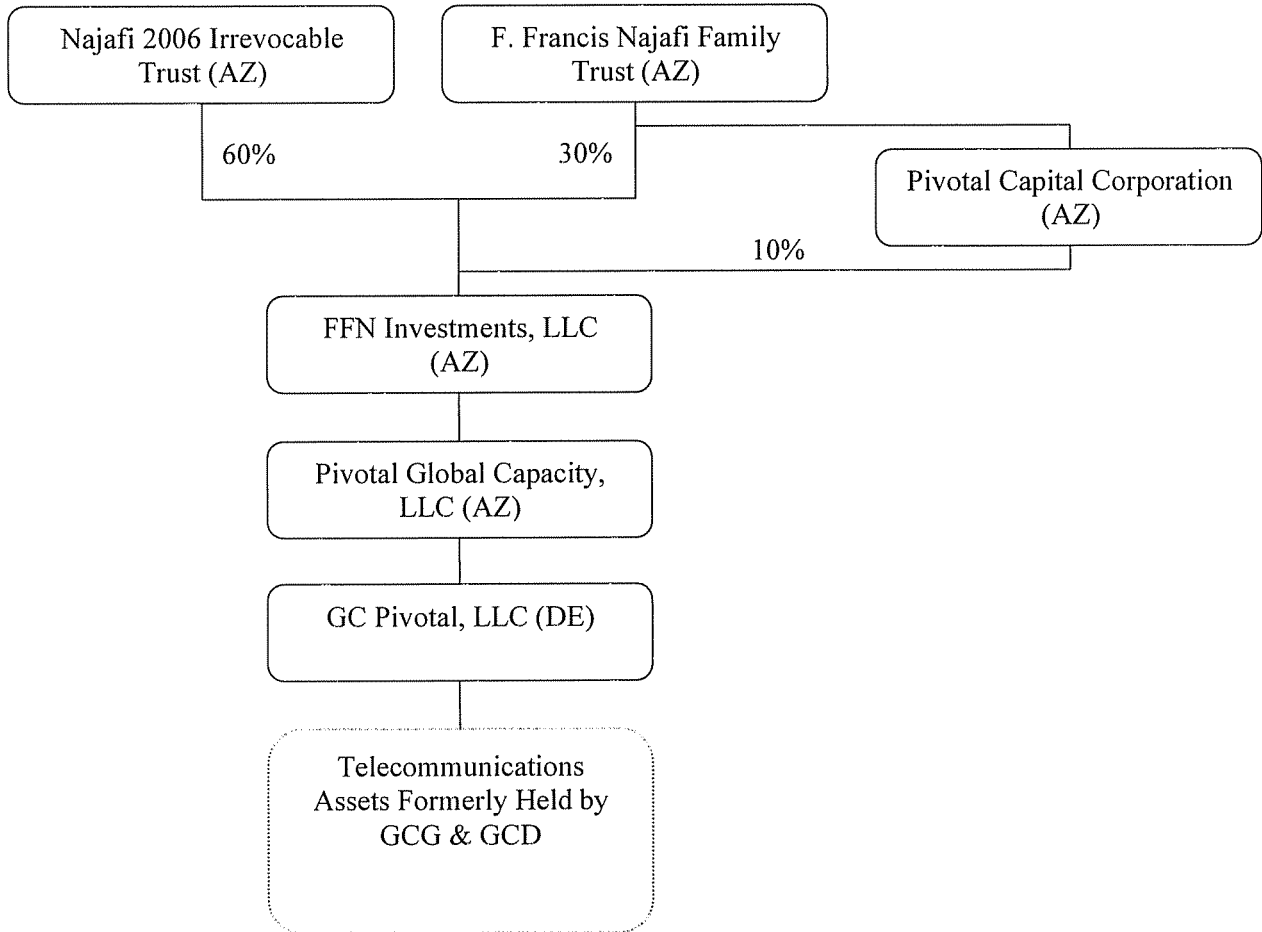 Najafi 2006 Irrevocable
Trust (AZ)
F. Francis Najafi Family
Trust (AZ)
60%
30%
Pivotal Capital Corporation
(AZ)
10%
FFN Investments, LLC
(AZ)
Pivotal Global Capacity,
LLC (AZ)
GC Pivotal, LLC (DE)
Telecommunications
Assets Formerly Held by
GCG & GCD